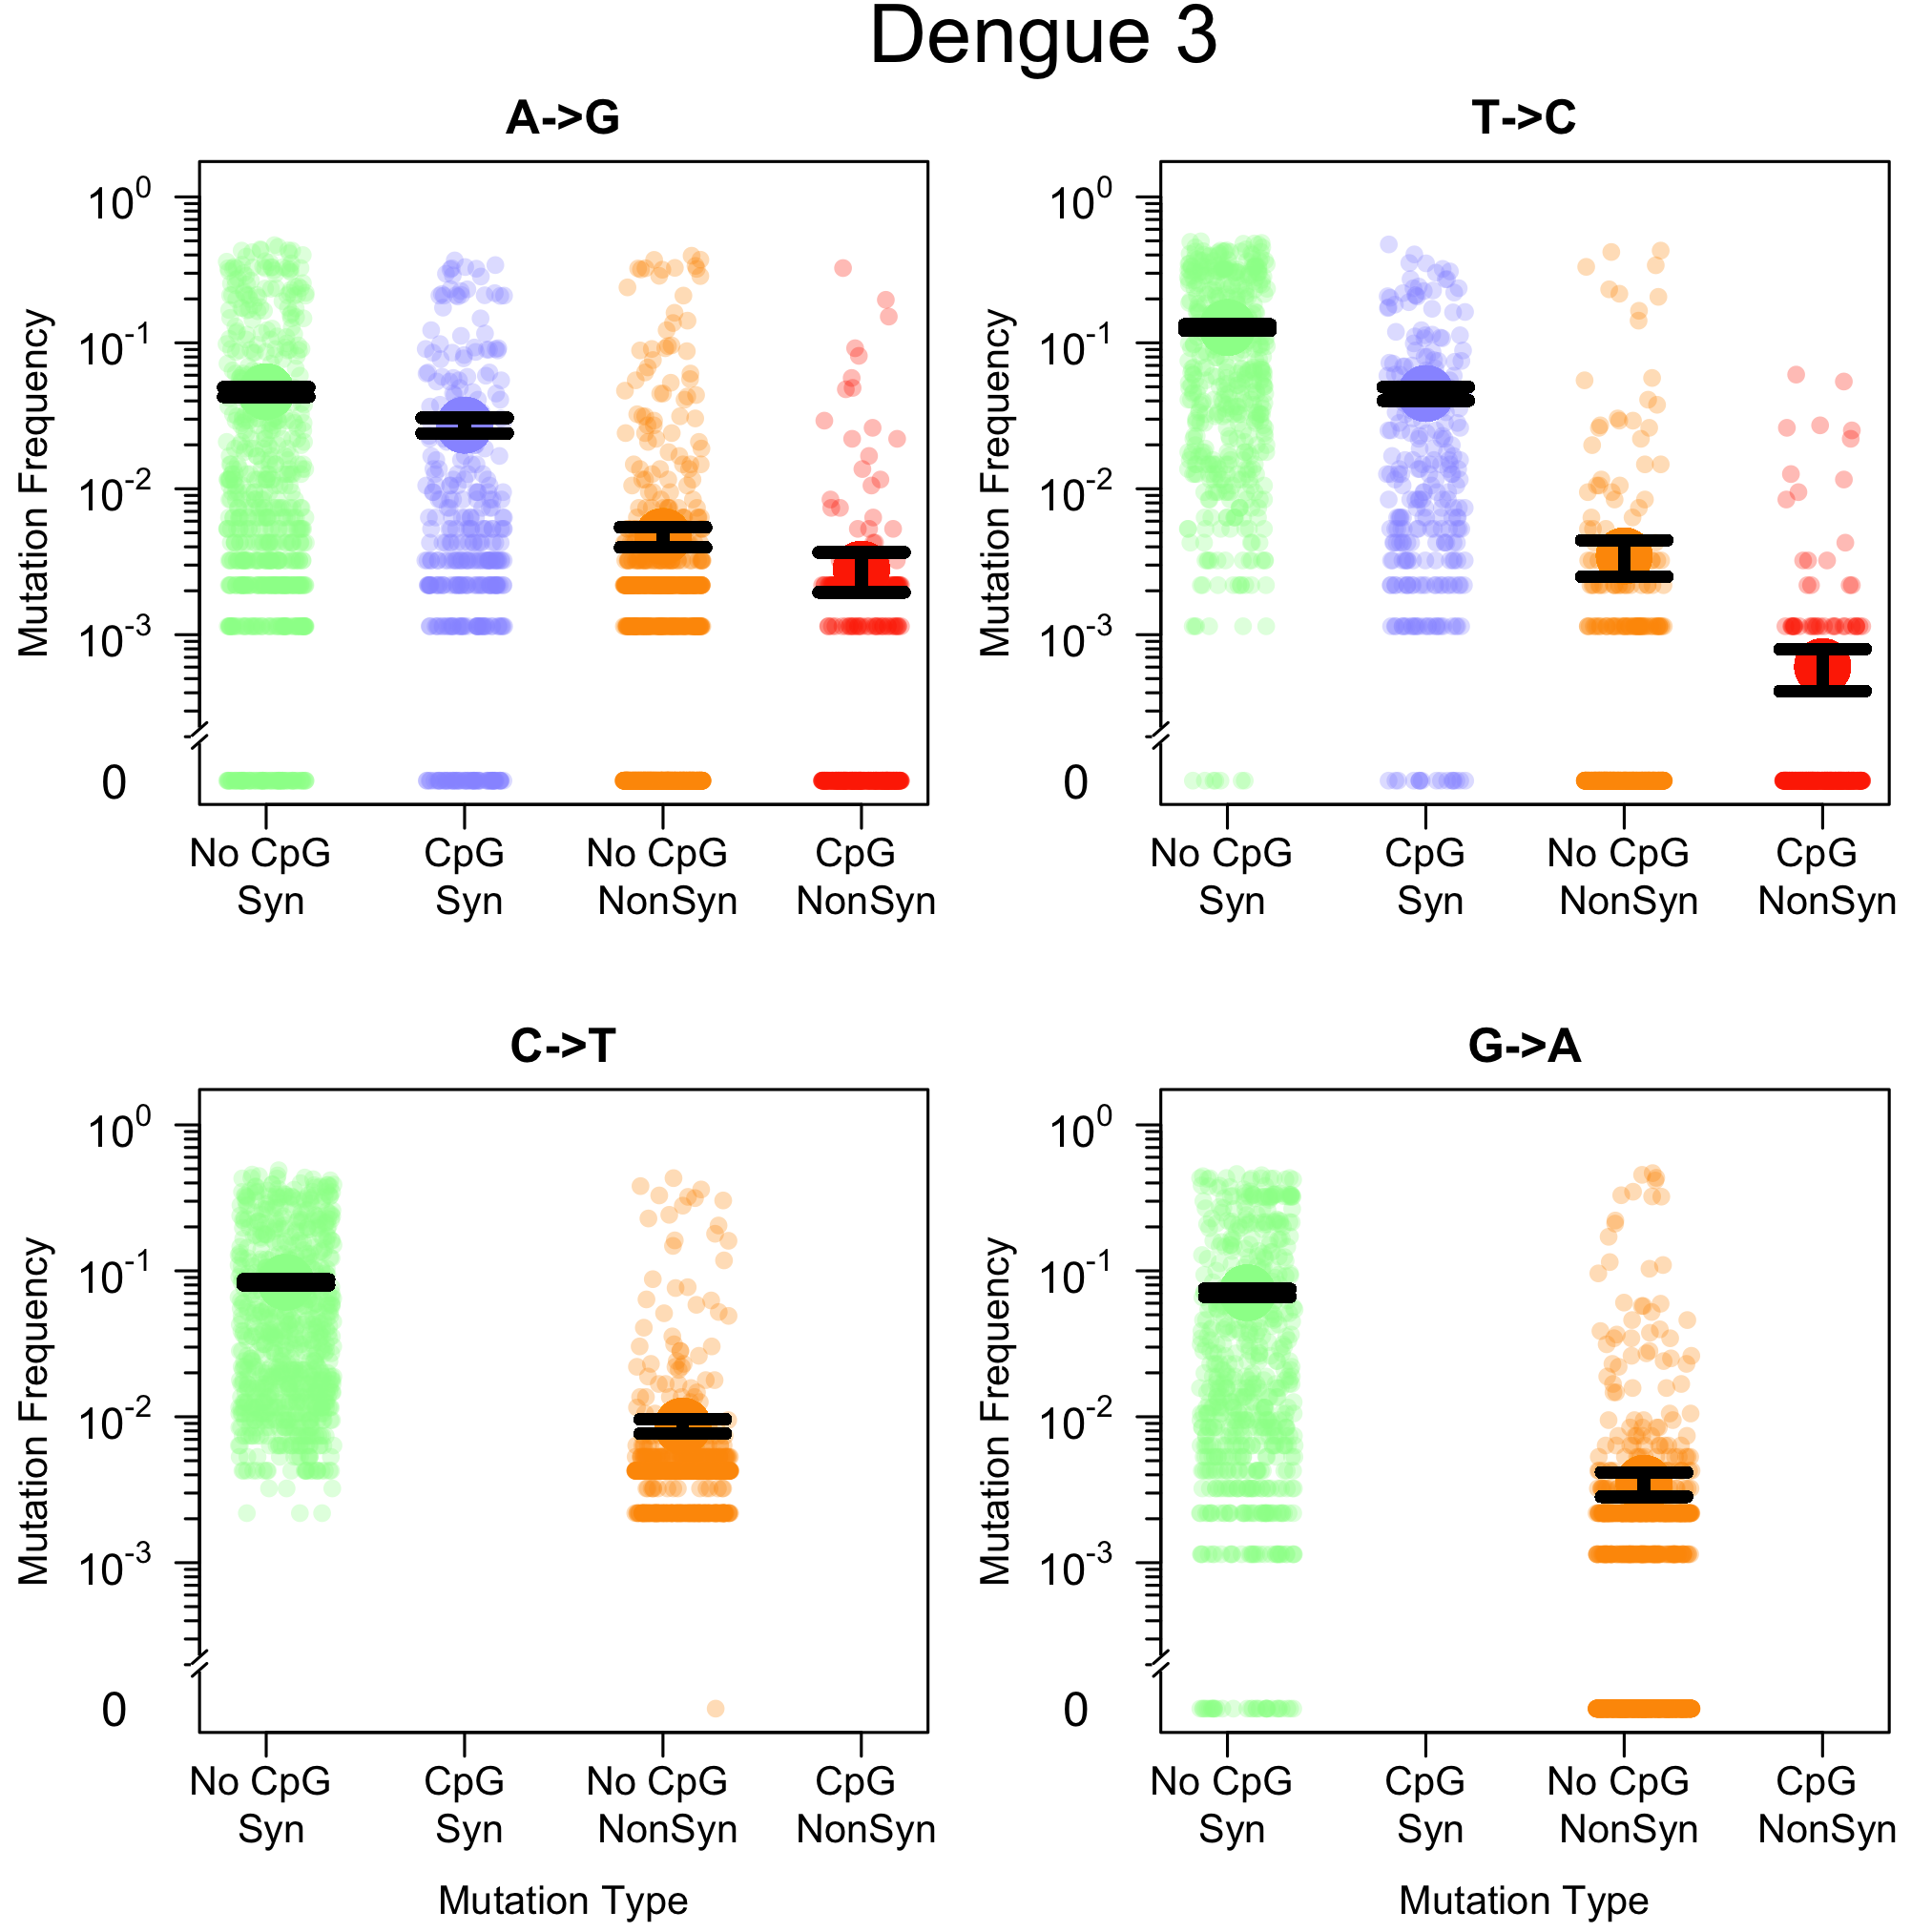 Dengue 3
A->G
Mutation Frequency
10^0
10^-1
10^-2
10^-3
0
No CpG CpG No CpG CpG
Syn Syn NonSyn NonSyn
T->C
Mutation Frequency
10^0
10^-1
10^-2
10^-3
0
No CpG CpG No CpG CpG
Syn Syn NonSyn NonSyn
C->T
Mutation Frequency
10^0
10^-1
10^-2
10^-3
0
No CpG CpG No CpG CpG
Syn Syn NonSyn NonSyn
Mutation Type
G->A
Mutation Frequency
10^0
10^-1
10^-2
10^-3
0
No CpG CpG No CpG CpG
Syn Syn NonSyn NonSyn
Mutation Type